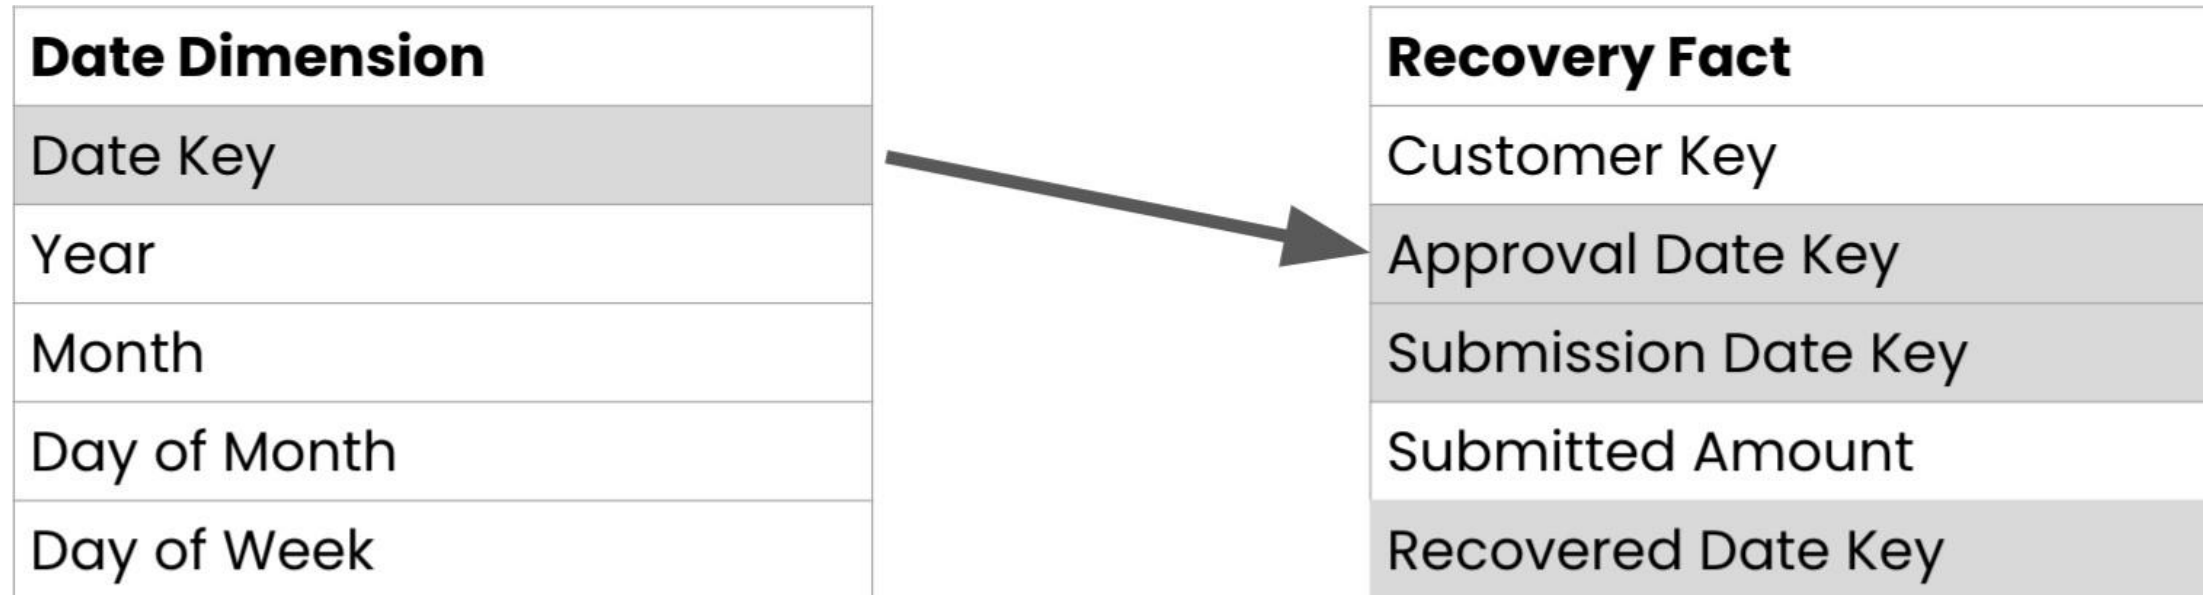 Date Dimension
Date Key
Year
Month
Day of Month
Day of Week
Recovery Fact
Customer Key
Approval Date Key
Submission Date Key
Submitted Amount
Recovered Date Key